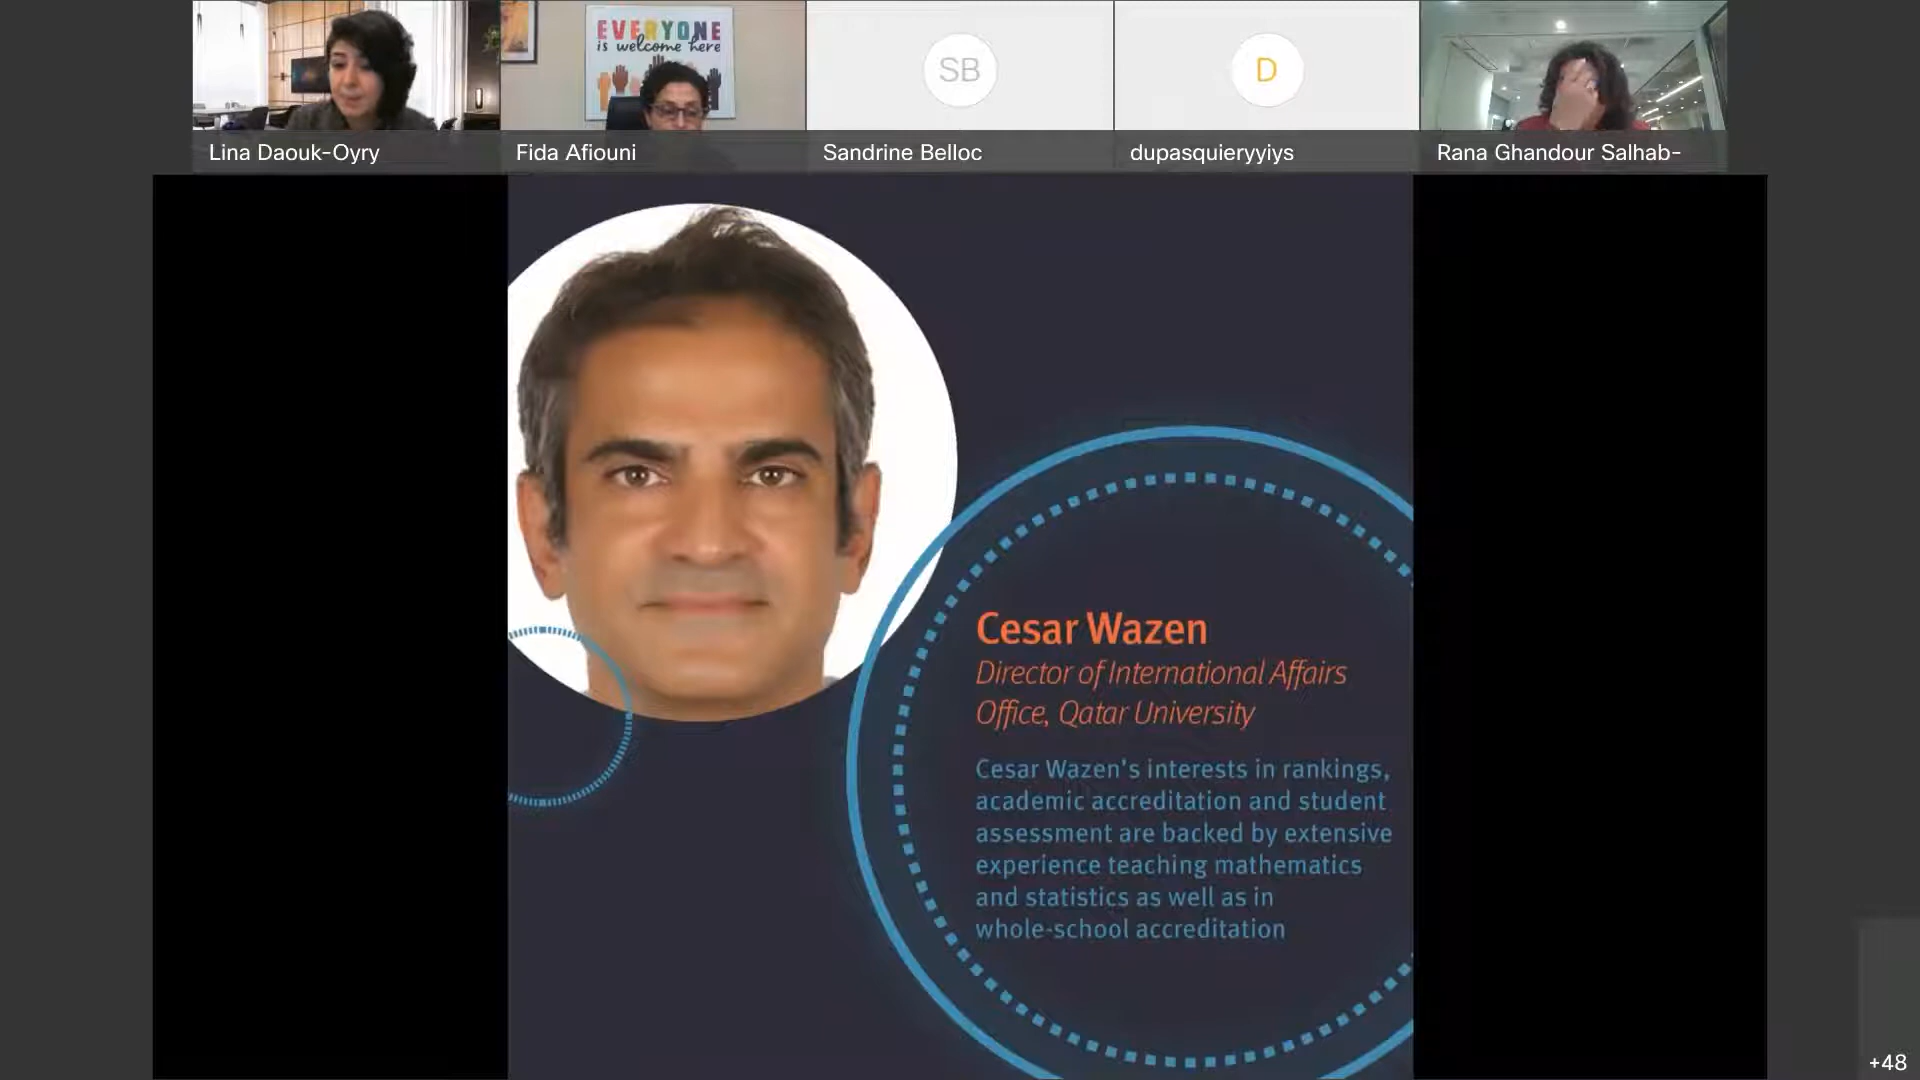 EVERYONE
is welcome here
SB
D
Lina Daouk-Oyry
Fida Afiouni
Sandrine Belloc
dupasquieryyiys
Rana Ghandour Salhab-
Cesar Wazen
Director of International Affairs
Office, Qatar University
Cesar Wazen's interests in rankings,
academic accreditation and student
assessment are backed by extensive
experience teaching mathematics
and statistics as well as in
whole-school accreditation
+48